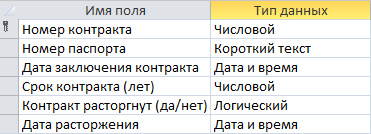 Имя поля Тип данных
Номер контракта Числовой
Номер паспорта Короткий текст
Дата заключения контракта Дата и время
Срок контракта (лет) Числовой
Контракт расторгнут (да/нет) Логический
Дата расторжения Дата и время